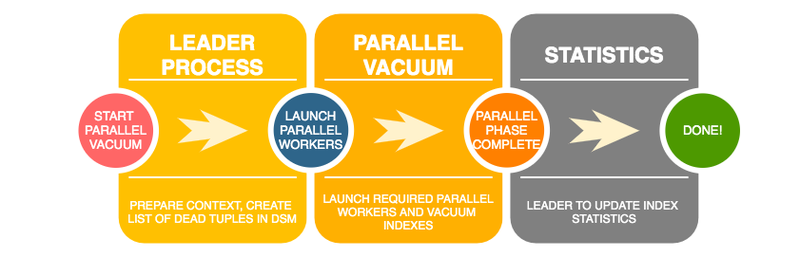 LEADER
PROCESS
PARALLEL
VACUUM
STATISTICS
START
PARALLEL
VACUUM
LAUNCH
PARALLEL
WORKERS
PARALLEL
PHASE
COMPLETE
DONE!
PREPARE CONTEXT, CREATE
LIST OF DEAD TUPLES IN DSM
LAUNCH REQUIRED PARALLEL
WORKERS AND VACUUM
INDEXES
LEADER TO UPDATE INDEX
STATISTICS